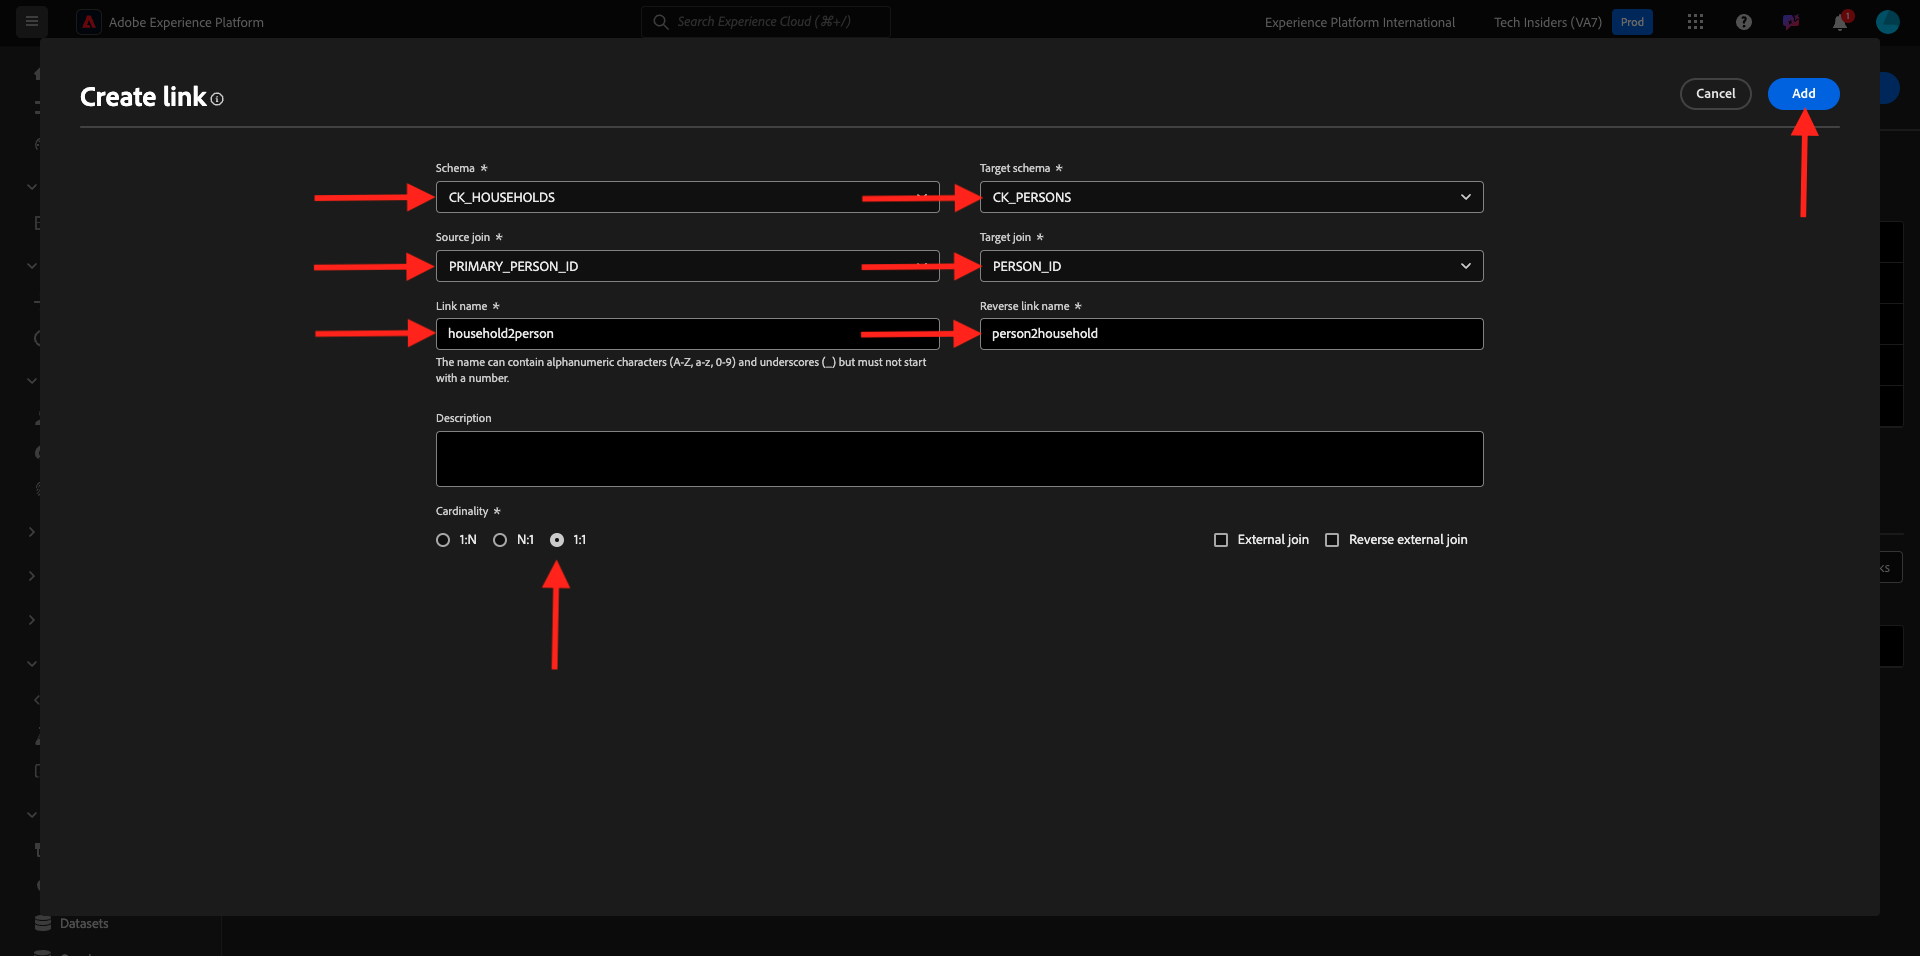 Adobe Experience Platform
Search Experience Cloud (⌘+/)
Experience Platform International
Tech Insiders (VA7)
Prod
1
Create link
Cancel
Add
Schema *
Target schema *
CK_HOUSEHOLDS
CK_PERSONS
Source join *
Target join *
PRIMARY_PERSON_ID
PERSON_ID
Link name *
Reverse link name *
household2person
person2household
The name can contain alphanumeric characters (A-Z, a-z, 0-9) and underscores (_) but must not start
with a number.
Description
Cardinality *
1:N
N:1
1:1
External join
Reverse external join
ks
Datasets